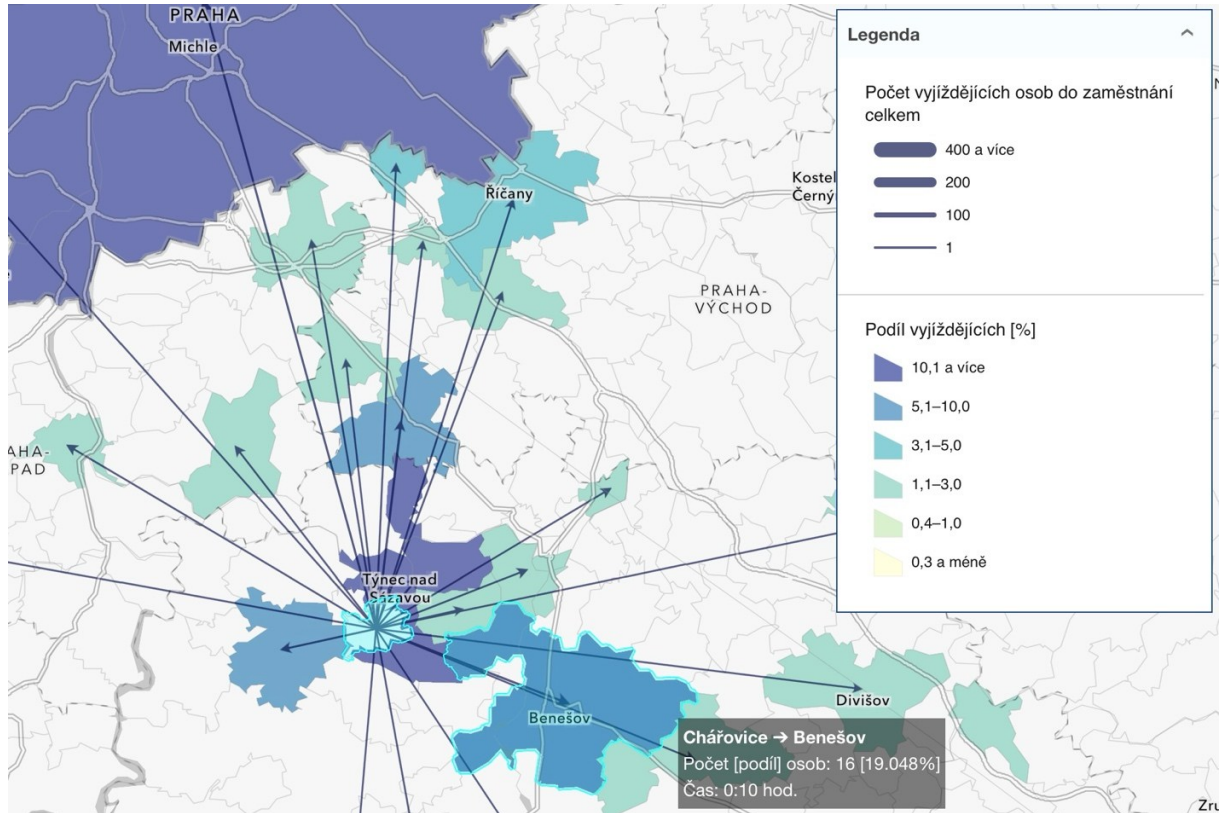 PRAHA
Michle
Říčany
Kostel
Černý
PRAHA-
VÝCHOD
AHA-
PAD
Týnec nad
Sázavou
Benešov
Divišov
Zru
Chářovice → Benešov
Počet [podíl] osob: 16 [19.048%]
Čas: 0:10 hod.
Legenda
Počet vyjíždějících osob do zaměstnání
celkem
400 a více
200
100
1
Podíl vyjíždějících [%]
10,1 a více
5,1–10,0
3,1–5,0
1,1–3,0
0,4–1,0
0,3 a méně